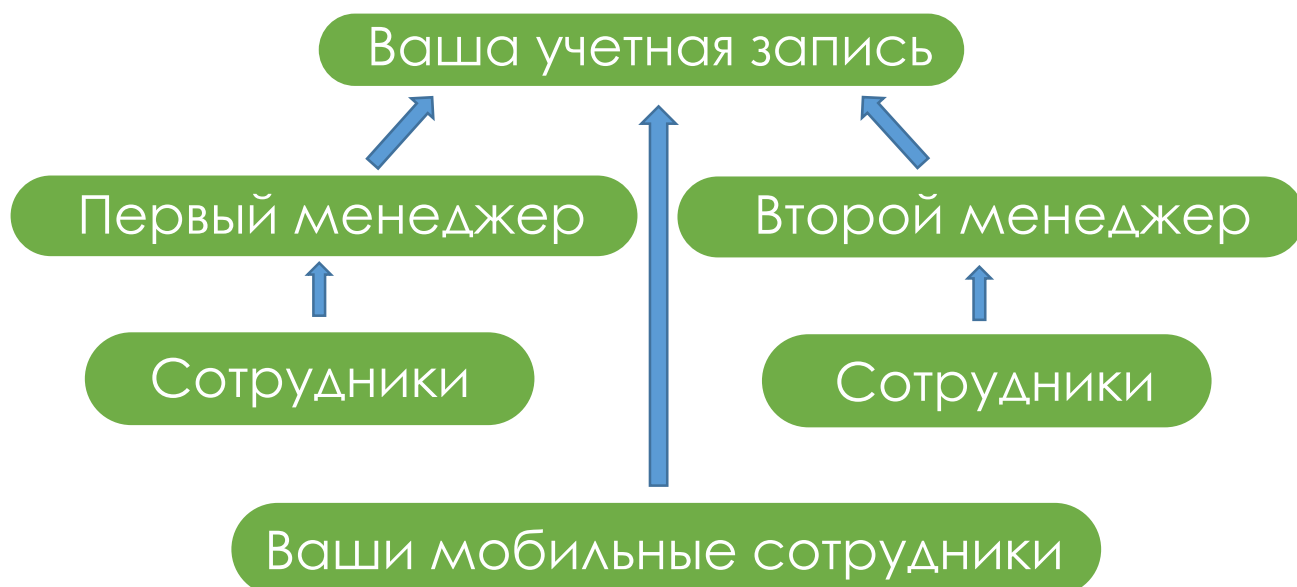 Ваша учетная запись
Первый менеджер
Второй менеджер
Сотрудники
Сотрудники
Ваши мобильные сотрудники